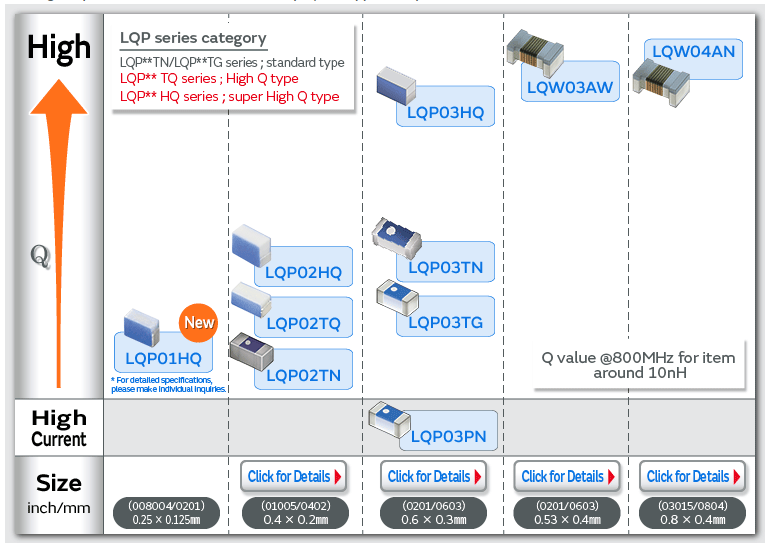 High
LQP series category
LQP**TN/LQP**TG series ; standard type
LQP** TQ series ; High Q type
LQP** HQ series ; super High Q type
LQP03HQ
LQW03AW
LQW04AN
Q
LQP02HQ
LQP03TN
New
LQP02TQ
LQP03TG
LQP01HQ
LQP02TN
* For detailed specifications,
please make individual inquiries.
Q value @800MHz for item
around 10nH
High
Current
LQP03PN
Size
inch/mm
Click for Details
Click for Details
Click for Details
Click for Details
(008004/0201)
0.25 × 0.125mm
(01005/0402)
0.4 × 0.2mm
(0201/0603)
0.6 × 0.3mm
(0201/0603)
0.53 × 0.4mm
(03015/0804)
0.8 × 0.4mm